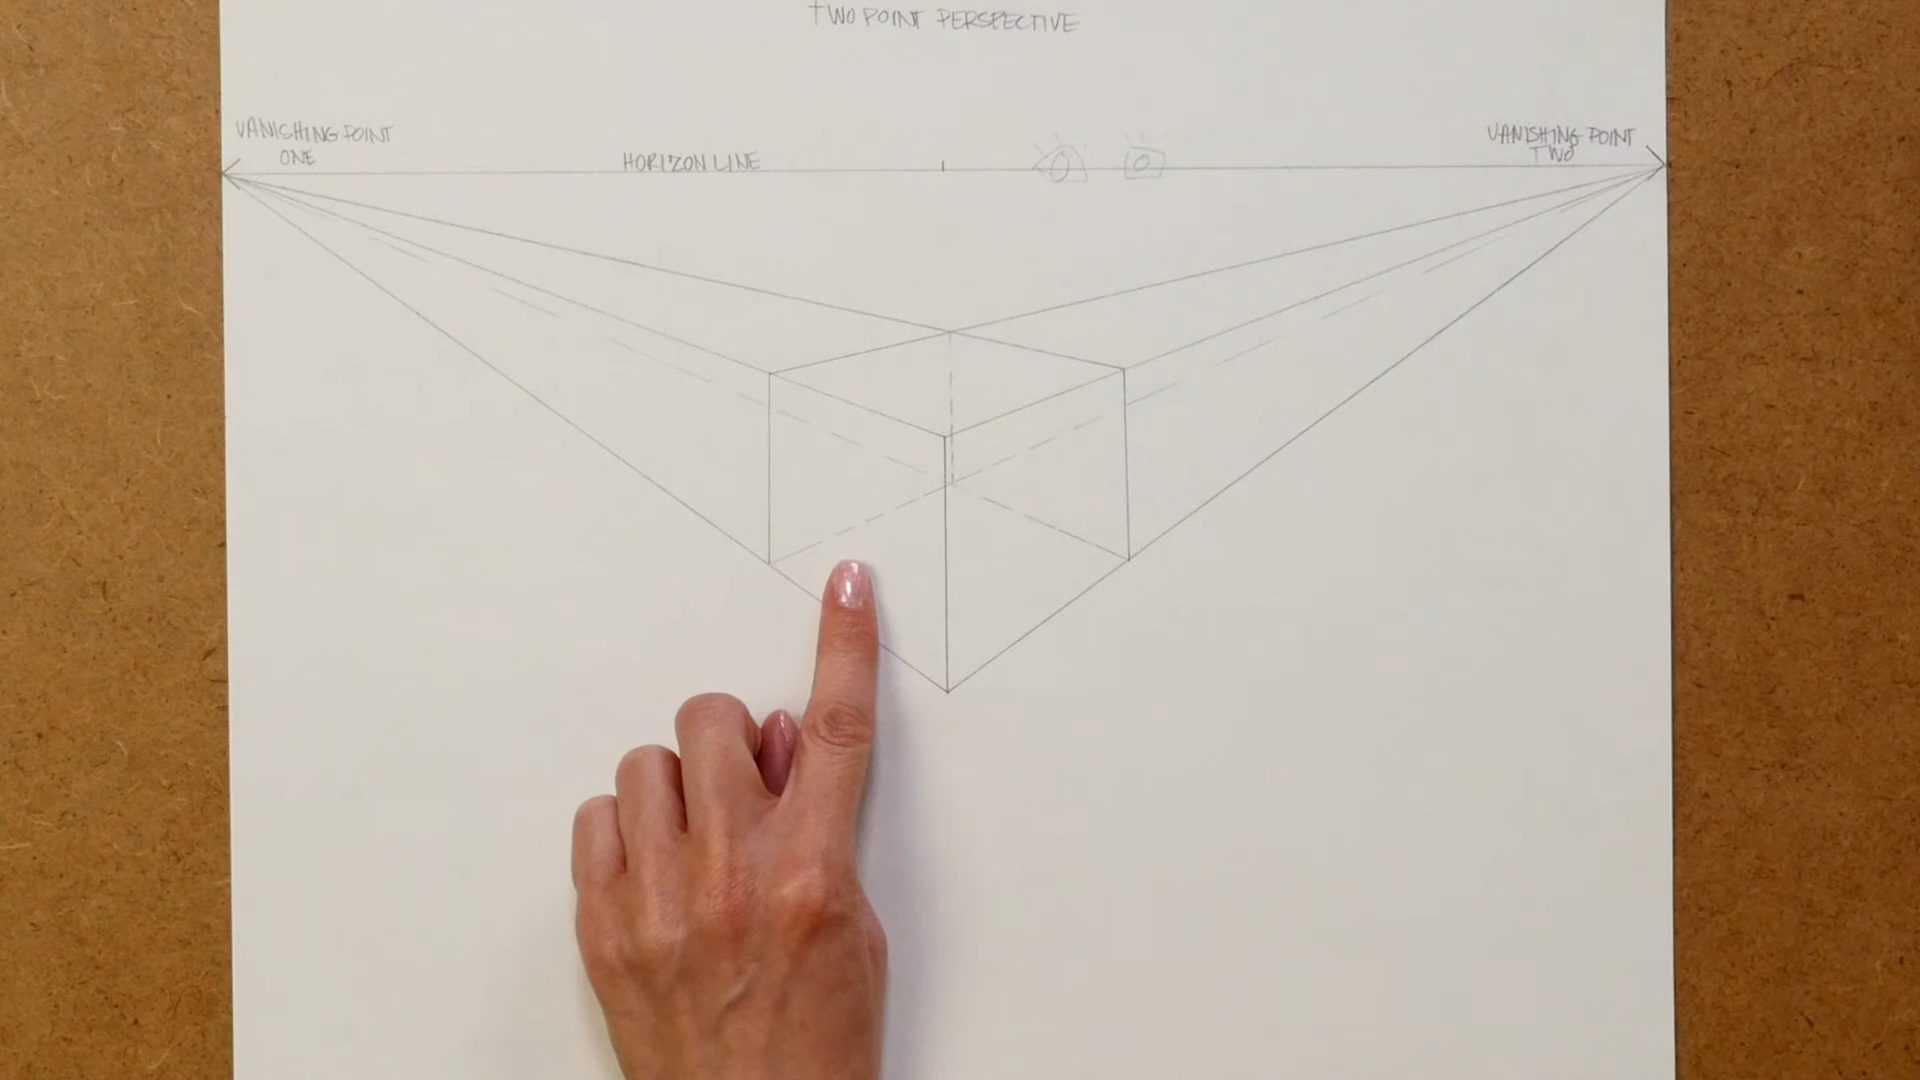 TWO POINT PERSPECTIVE
VANISHING POINT
ONE
HORIZON LINE
VANISHING POINT
TWO